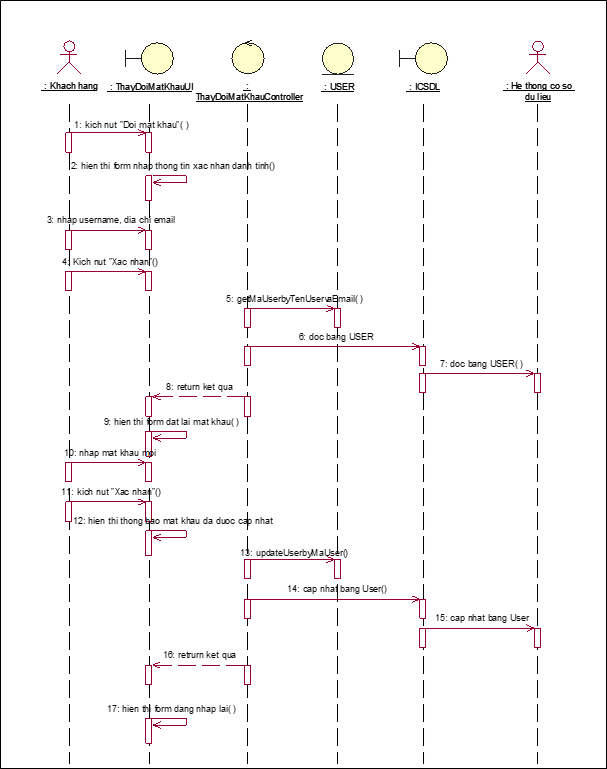 : Khach hang
: ThayDoiMatKhauUI
:
ThayDoiMatKhauController
: USER
: ICSDL
: He thong co so
du lieu
1: kich nut "Doi mat khau"( )
2: hien thi form nhap thong tin xac nhan danh tinh()
3: nhap username, dia chi email
4: Kich nut "Xac nhan"()
5: getMaUserbyTenUservaEmail( )
6: doc bang USER
7: doc bang USER( )
8: return ket qua
9: hien thi form dat lai mat khau( )
10: nhap mat khau moi
11: kich nut "Xac nhan"()
12: hien thi thong bao mat khau da duoc cap nhat
13: updateUserbyMaUser()
14: cap nhat bang User()
15: cap nhat bang User
16: retrurn ket qua
17: hien thi form dang nhap lai( )